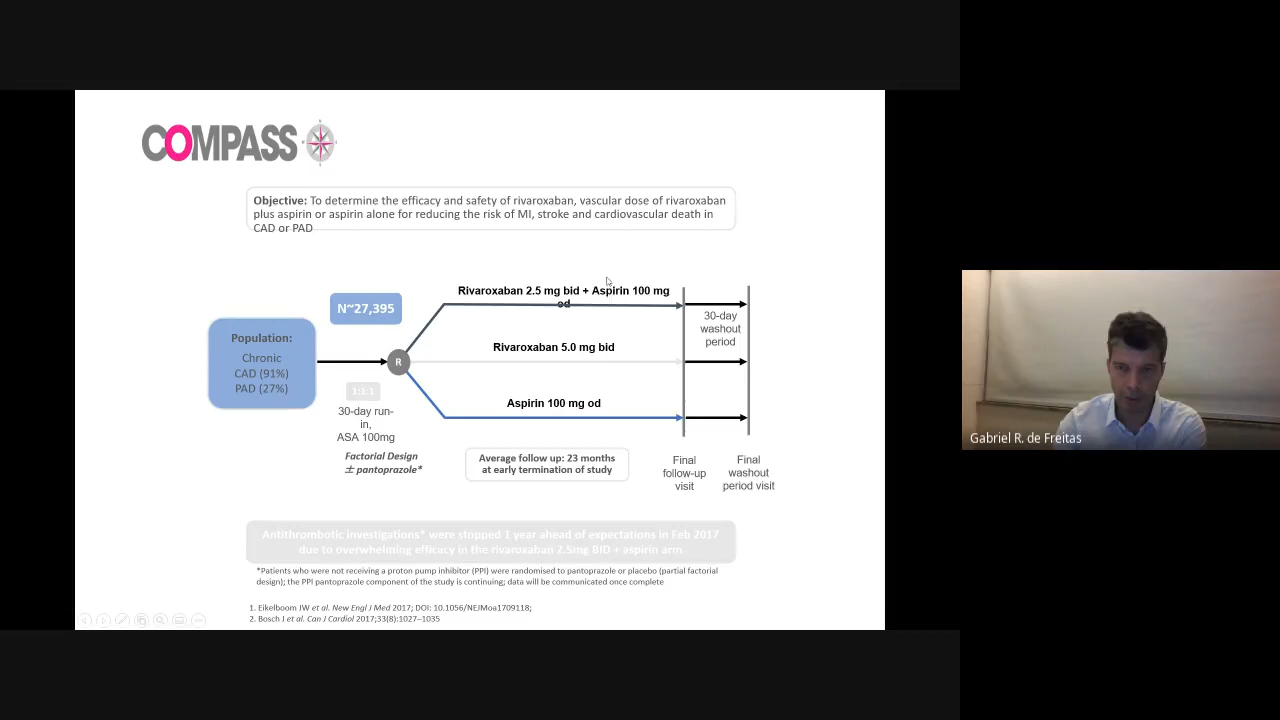 COMPASS
Objective: To determine the efficacy and safety of rivaroxaban, vascular dose of rivaroxaban
plus aspirin or aspirin alone for reducing the risk of MI, stroke and cardiovascular death in
CAD or PAD
N~27,395
Population:
Chronic
CAD (91%)
PAD (27%)
R
1:1:1
30-day run-
in,
ASA 100mg
Factorial Design
± pantoprazole*
Rivaroxaban 2.5 mg bid + Aspirin 100 mg
od
Rivaroxaban 5.0 mg bid
Aspirin 100 mg od
Average follow up: 23 months
at early termination of study
30-day
washout
period
Final
follow-up
visit
Final
washout
period visit
Antithrombotic investigations* were stopped 1 year ahead of expectations in Feb 2017
due to overwhelming efficacy in the rivaroxaban 2.5mg BID + aspirin arm
*Patients who were not receiving a proton pump inhibitor (PPI) were randomised to pantoprazole or placebo (partial factorial
design); the PPI pantoprazole component of the study is continuing; data will be communicated once complete
1. Eikelboom JW et al. New Engl J Med 2017; DOI: 10.1056/NEJMoa1709118;
2. Bosch J et al. Can J Cardiol 2017;33(8):1027–1035
Gabriel R. de Freitas